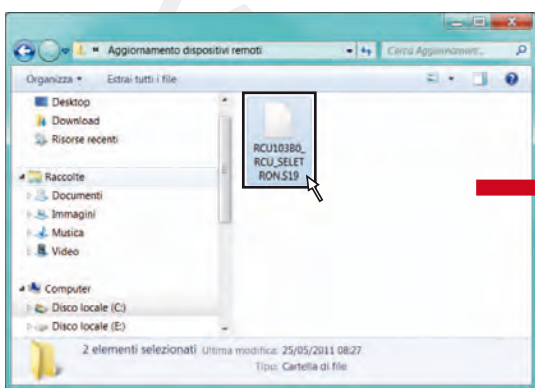 Aggiornamento dispositivi remoti
Cerca Aggiornament...
Organizza
Estrai tutti i file
Desktop
Download
Risorse recenti
Raccolte
Documenti
Immagini
Musica
Video
Computer
Disco locale (C:)
Disco locale (E:)
RCU103B0_
RCU_SELET
RON.S19
2 elementi selezionati Ultima modifica: 25/05/2011 08:27
Tipo: Cartella di file